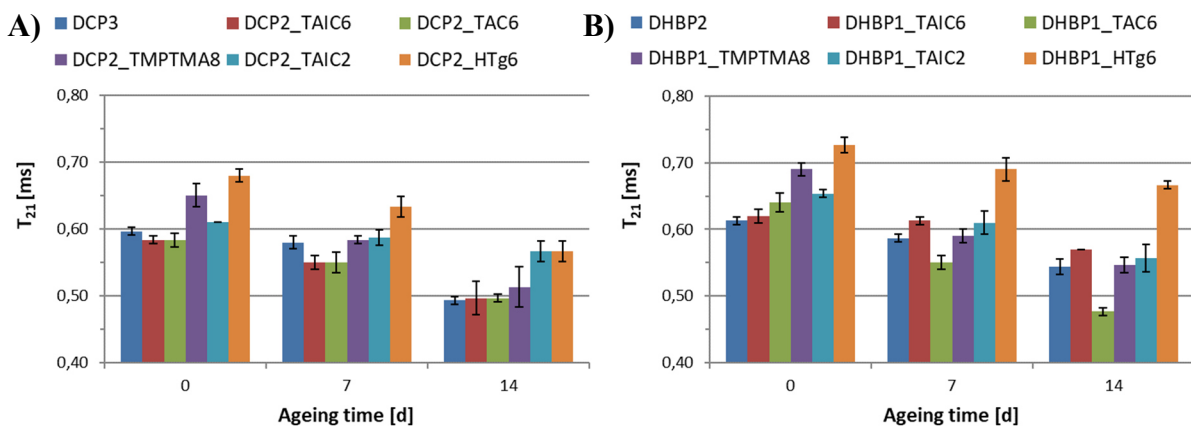 A)
DCP3 DCP2_TAIC6 DCP2_TAC6
DCP2_TMPTMA8 DCP2_TAIC2 DCP2_HTg6
0,80
0,70
0,60
0,50
0,40
T21 [ms]
0 7 14
Ageing time [d]
B)
DHBP2 DHBP1_TAIC6 DHBP1_TAC6
DHBP1_TMPTMA8 DHBP1_TAIC2 DHBP1_HTg6
0,80
0,70
0,60
0,50
0,40
T21 [ms]
0 7 14
Ageing time [d]